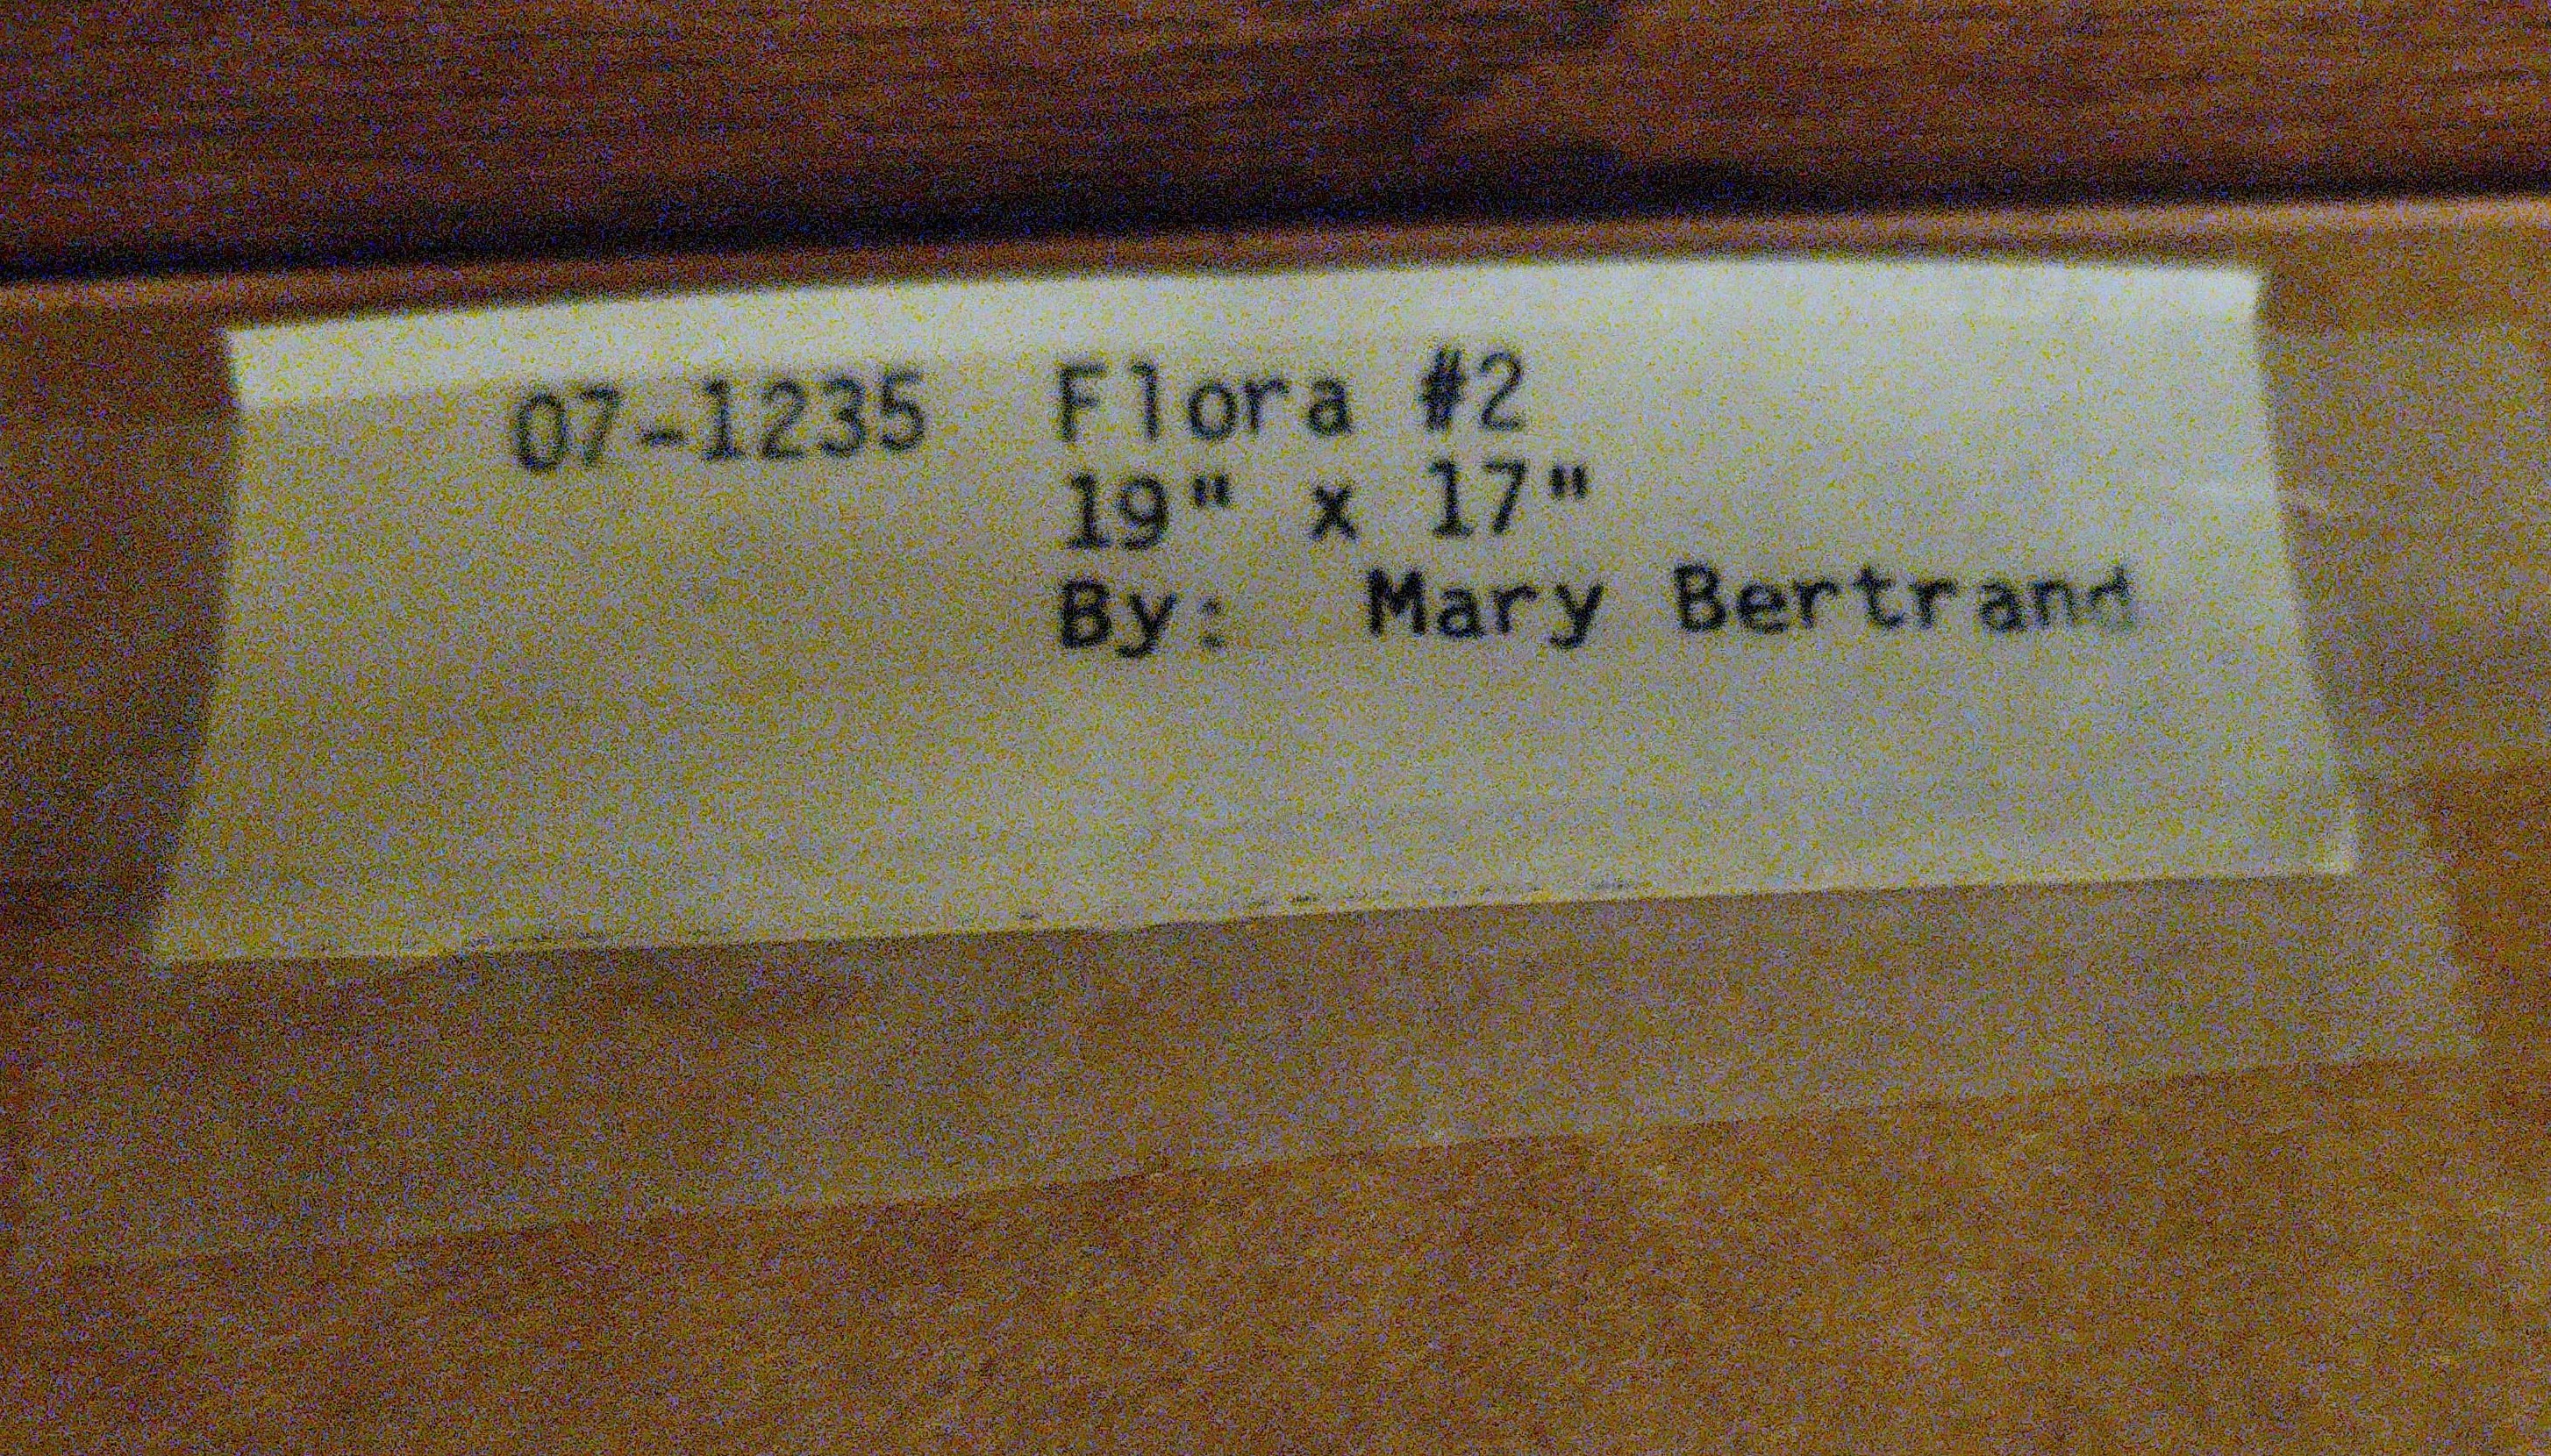 07-1235 Flora #2
19" x 17"
By: Mary Bertrand